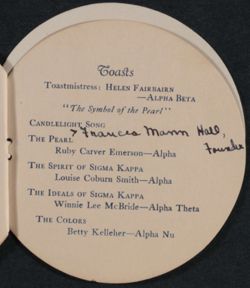 Toasts
Toastmistress: Helen Fairbairn
—Alpha Beta
"The Symbol of the Pearl"
Candlelight Song
> Frances Mann Hall,
Founder
The Pearl
Ruby Carver Emerson—Alpha
The Spirit of Sigma Kappa
Louise Coburn Smith—Alpha
The Ideals of Sigma Kappa
Winnie Lee McBride—Alpha Theta
The Colors
Betty Kelleher—Alpha Nu